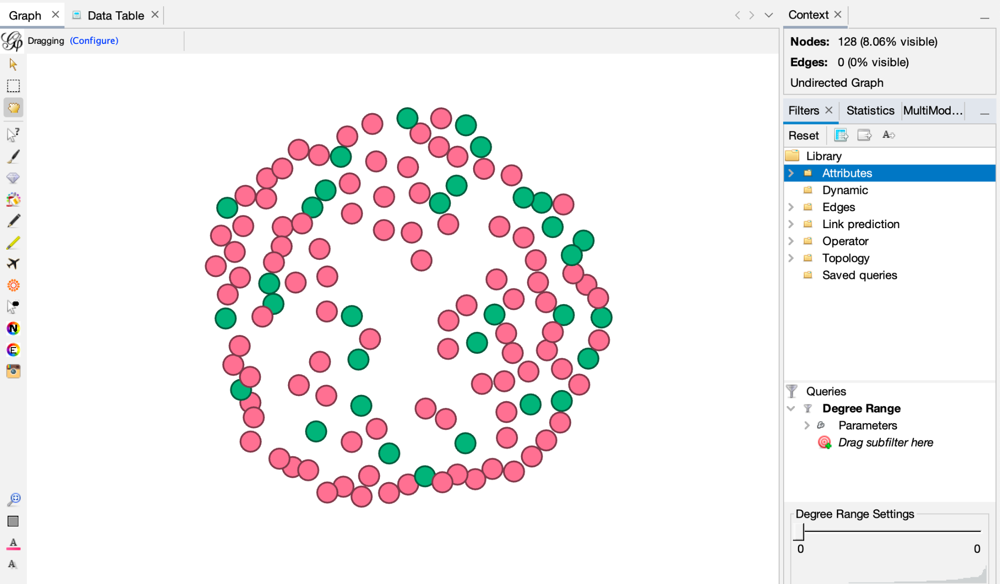 Graph
Data Table
Context
Dragging (Configure)
Nodes: 128 (8.06% visible)
Edges: 0 (0% visible)
Undirected Graph
Filters
Statistics
MultiMod...
Reset
Library
Attributes
Dynamic
Edges
Link prediction
Operator
Topology
Saved queries
Queries
Degree Range
Parameters
Drag subfilter here
Degree Range Settings
0
0
N
E
A
A